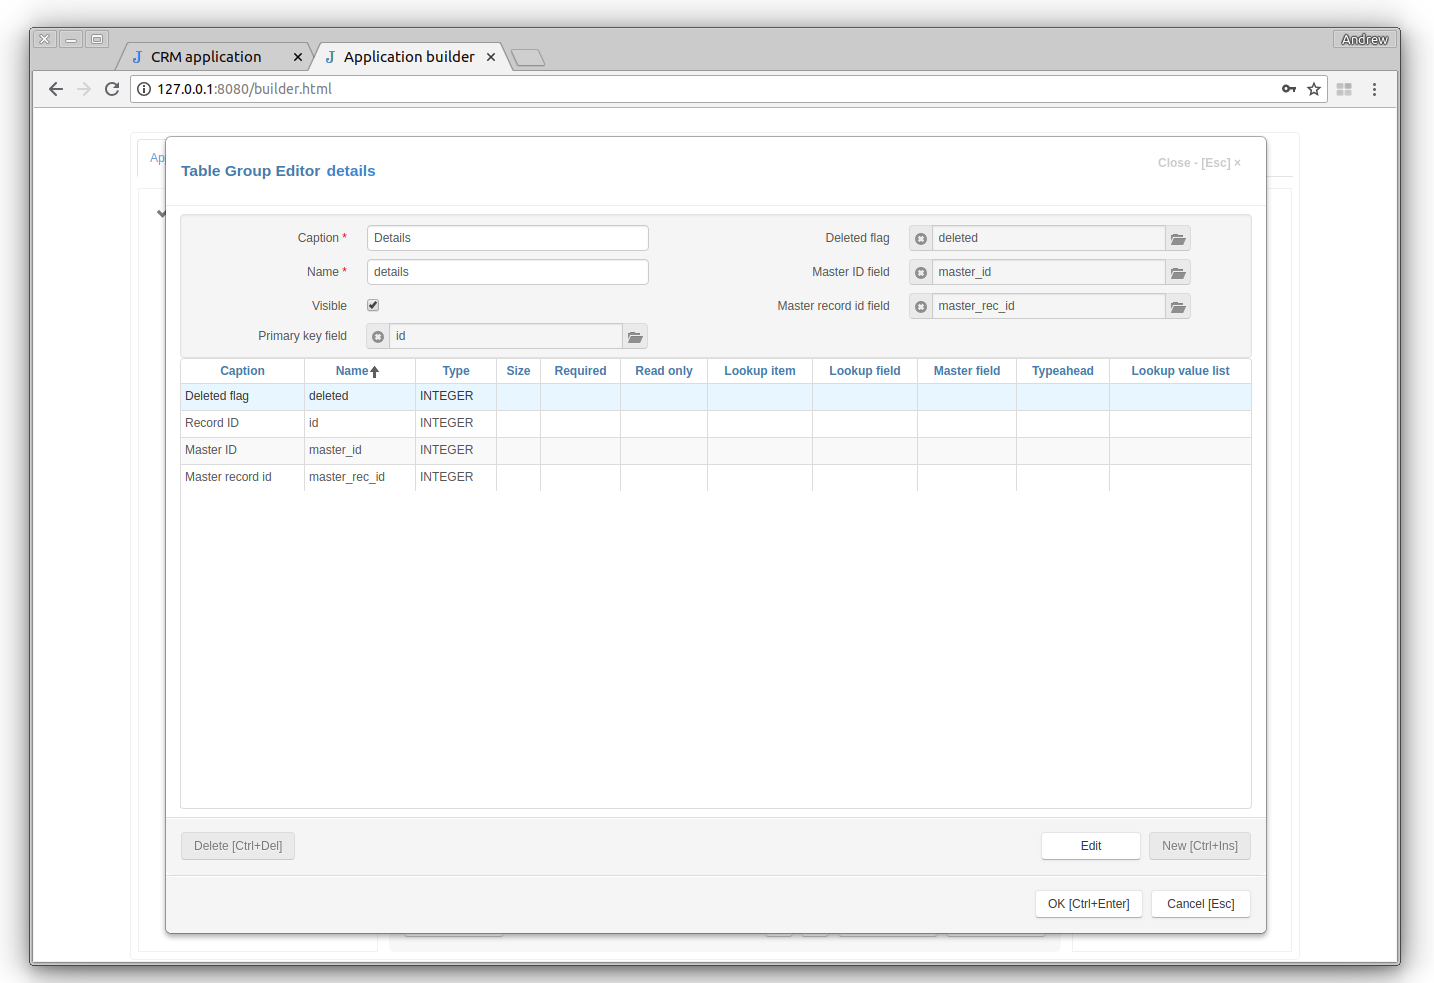 Andrew
CRM application
Application builder
127.0.0.1:8080/builder.html
Ap
Table Group Editor details
Close - [Esc] ×
Caption *
Details
Deleted flag
deleted
Name *
details
Master ID field
master_id
Visible
Master record id field
master_rec_id
Primary key field
id
Caption Name Type Size Required Read only Lookup item Lookup field Master field Typeahead Lookup value list
Deleted flag deleted INTEGER
Record ID id INTEGER
Master ID master_id INTEGER
Master record id master_rec_id INTEGER
Delete [Ctrl+Del]
Edit
New [Ctrl+Ins]
OK [Ctrl+Enter]
Cancel [Esc]